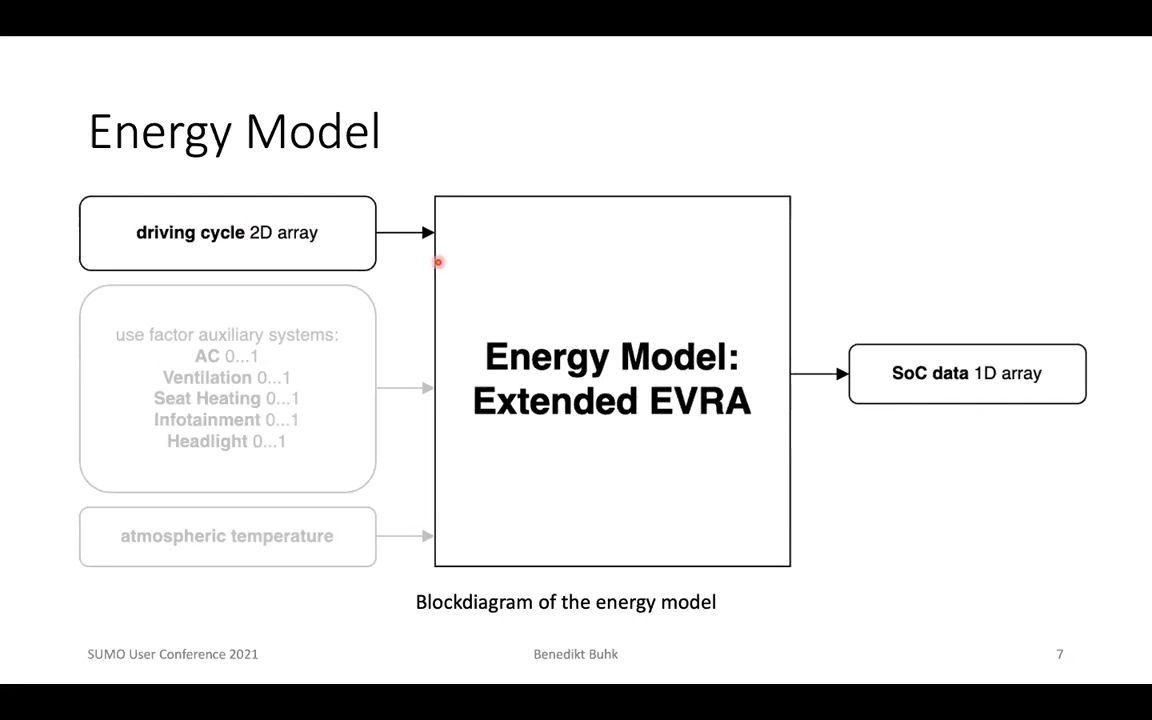 Energy Model
driving cycle 2D array
use factor auxiliary systems:
AC 0...1
Ventilation 0...1
Seat Heating 0...1
Infotainment 0...1
Headlight 0...1
atmospheric temperature
Energy Model:
Extended EVRA
SoC data 1D array
Blockdiagram of the energy model
SUMO User Conference 2021
Benedikt Buhk
7